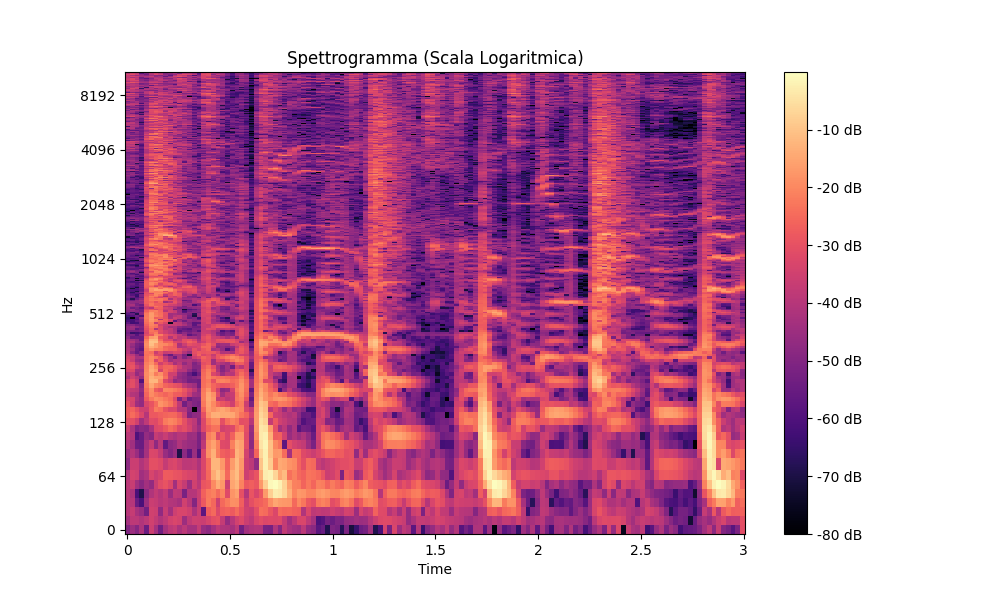 Spettrogramma (Scala Logaritmica)
8192
4096
2048
1024
512
256
128
64
0
Hz
0
0.5
1
1.5
2
2.5
3
Time
-10 dB
-20 dB
-30 dB
-40 dB
-50 dB
-60 dB
-70 dB
-80 dB